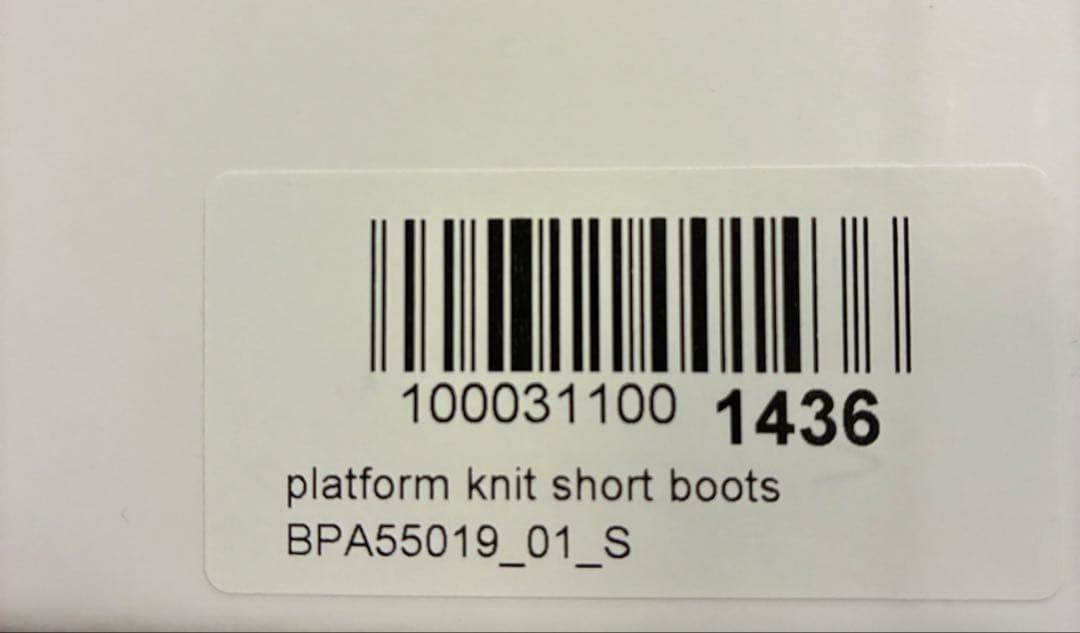 100031100 1436
platform knit short boots
BPA55019_01_S